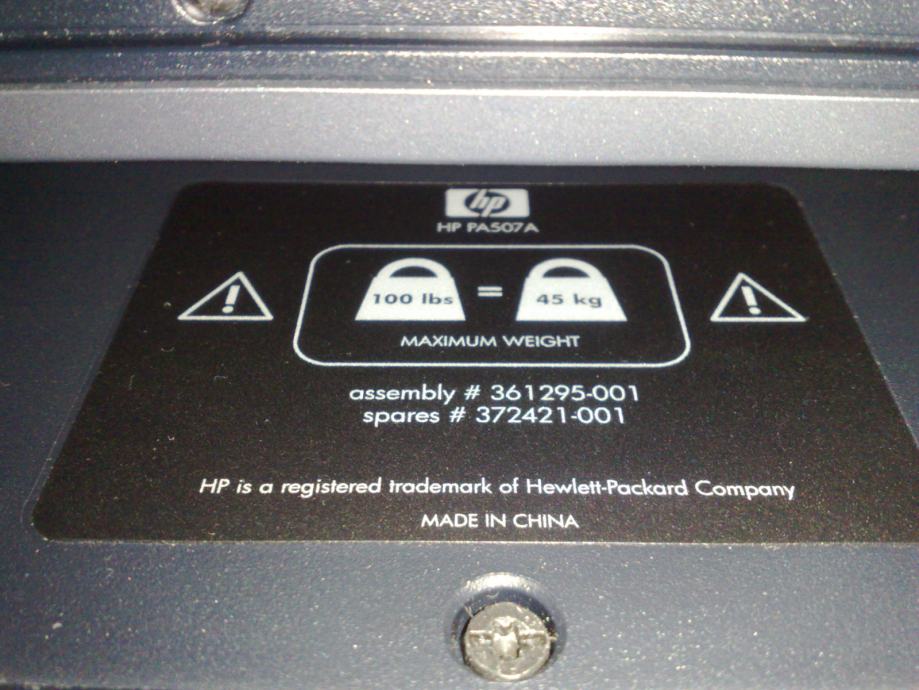 hp
HP PA507A
100 lbs = 45 kg
MAXIMUM WEIGHT
assembly # 361295-001
spares # 372421-001
HP is a registered trademark of Hewlett-Packard Company
MADE IN CHINA